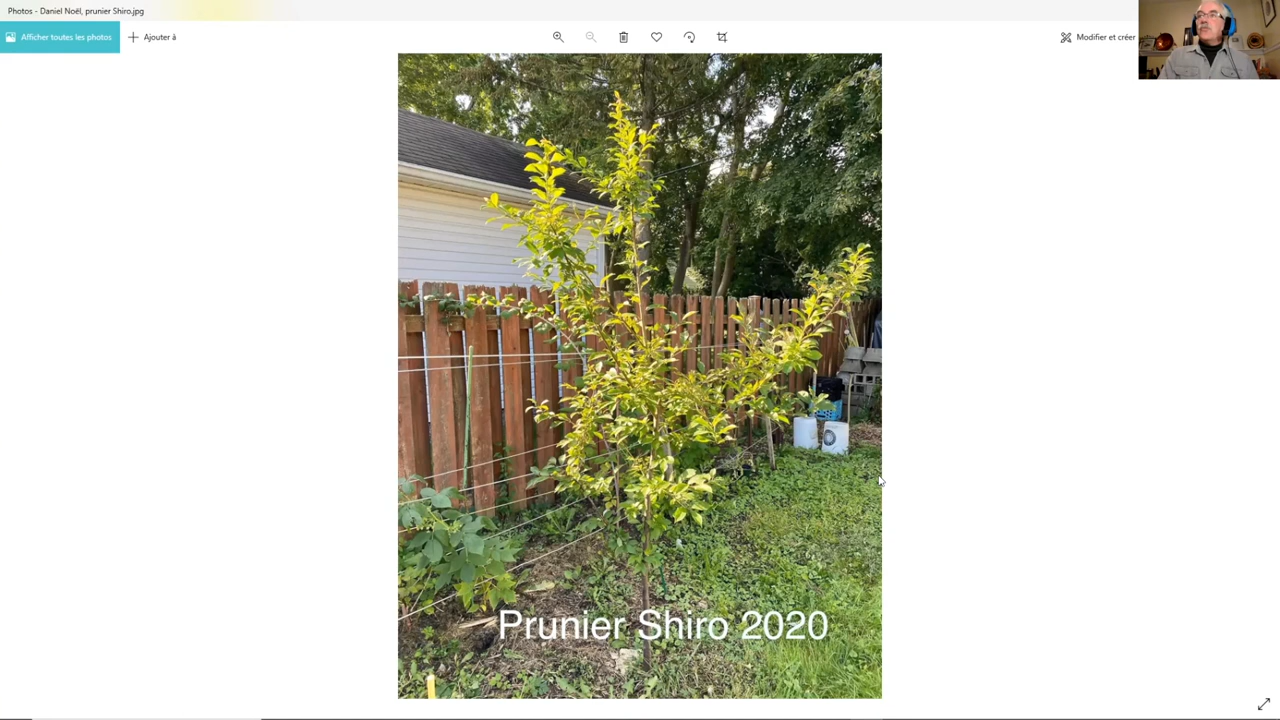 Photos - Daniel Noël, prunier Shiro.jpg
Afficher toutes les photos
Ajouter à
Modifier et créer
Prunier Shiro 2020